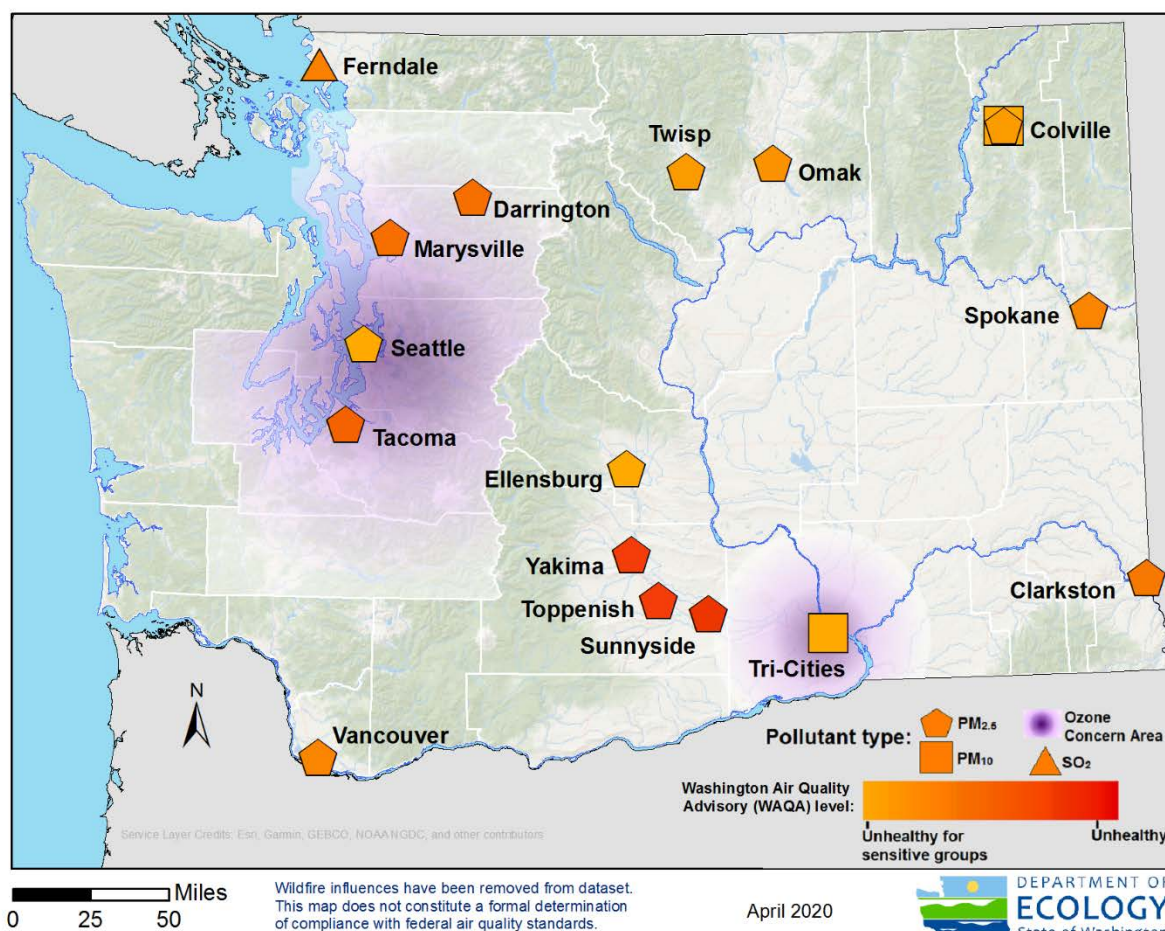 Ferndale
Twisp
Colville
Omak
Darrington
Marysville
Spokane
Seattle
Tacoma
Ellensburg
Yakima
Clarkston
Toppenish
Sunnyside
Tri-Cities
N
Vancouver
Pollutant type:
PM2.5
PM10
Ozone
Concern Area
SO2
Washington Air Quality
Advisory (WAQA) level:
Unhealthy for
sensitive groups
Unhealthy
Service Layer Credits: Esri, Garmin, GEBCO, NOAA NGDC, and other contributors
Miles
0 25 50
Wildfire influences have been removed from dataset.
This map does not constitute a formal determination
of compliance with federal air quality standards.
April 2020
DEPARTMENT OF
ECOLOGY
State of Washington